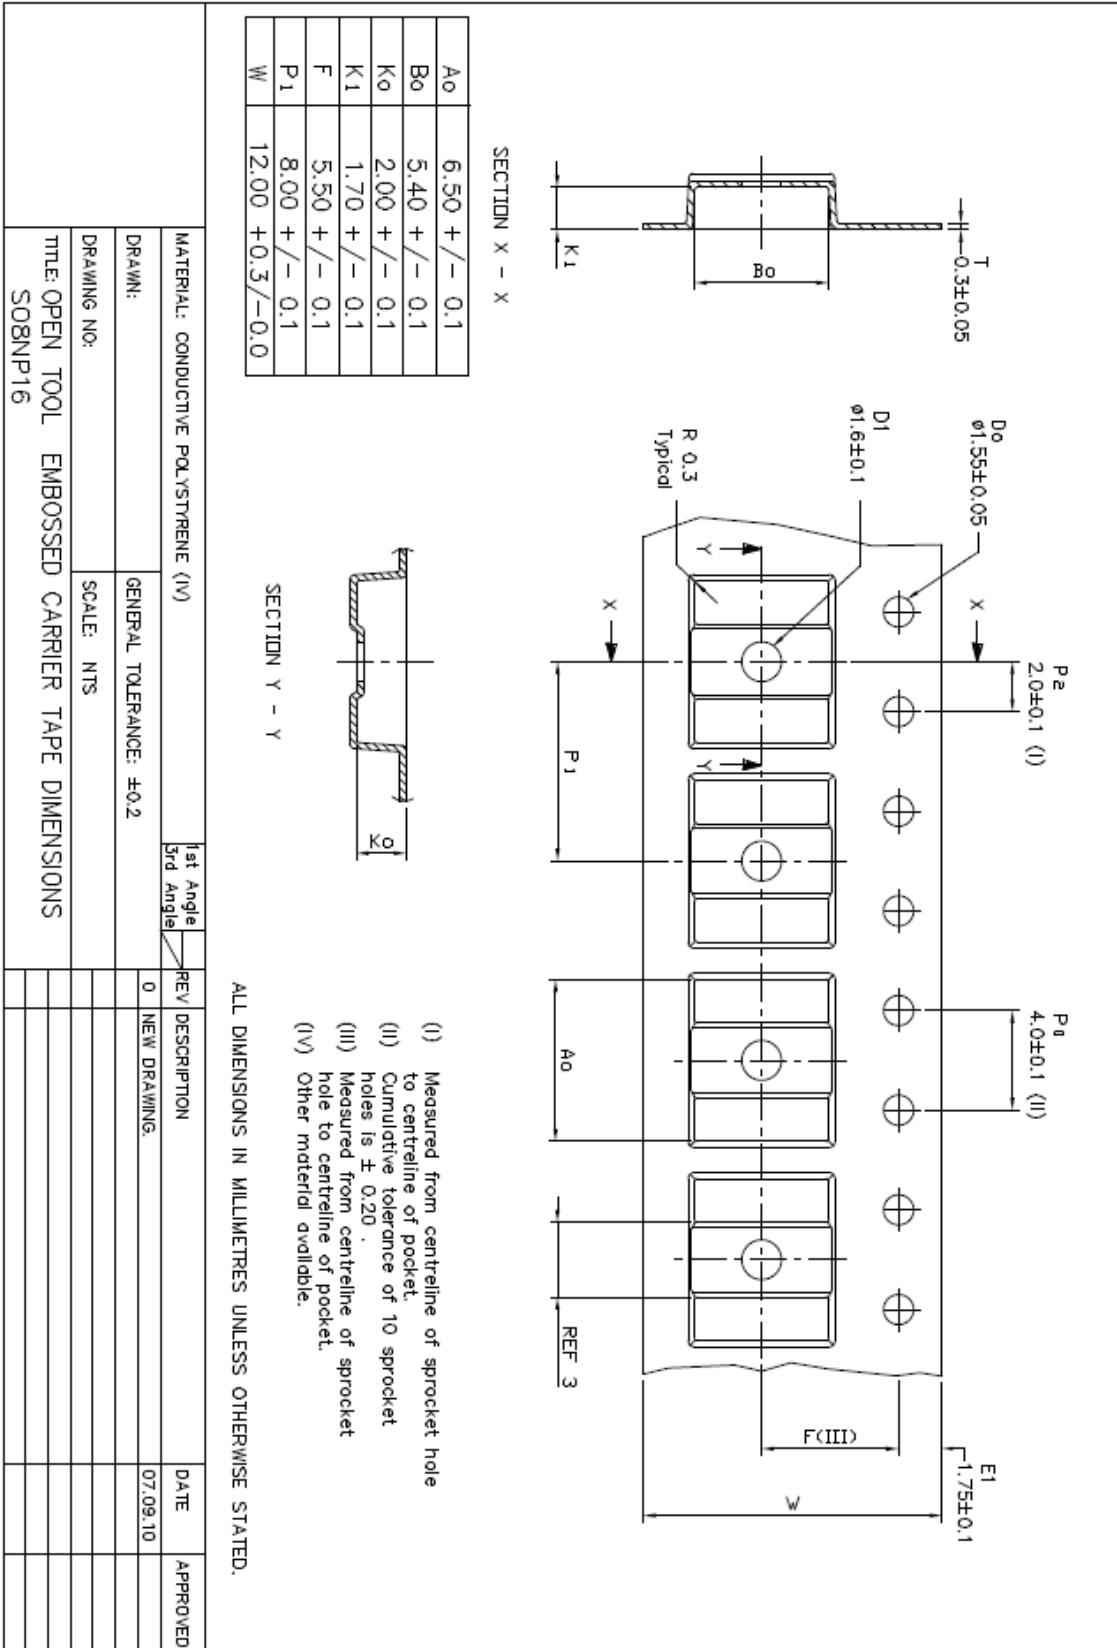 Do
ø1.55±0.05
D1
ø1.6±0.1
R 0.3
Typical
P2
2.0±0.1 (I)
P0
4.0±0.1 (II)
E1
1.75±0.1
X
X
Y
Y
P1
Ao
REF 3
F(III)
W
T
0.3±0.05
Bo
K1
SECTION X - X
Ko
SECTION Y - Y
Ao 6.50 +/- 0.1
Bo 5.40 +/- 0.1
Ko 2.00 +/- 0.1
K1 1.70 +/- 0.1
F 5.50 +/- 0.1
P1 8.00 +/- 0.1
W 12.00 +0.3/-0.0
(I) Measured from centreline of sprocket hole
to centreline of pocket.
(II) Cumulative tolerance of 10 sprocket
holes is ± 0.20 .
(III) Measured from centreline of sprocket
hole to centreline of pocket.
(IV) Other material available.
ALL DIMENSIONS IN MILLIMETRES UNLESS OTHERWISE STATED.
MATERIAL: CONDUCTIVE POLYSTYRENE (IV)
1st Angle
3rd Angle
REV DESCRIPTION DATE APPROVED
DRAWN: GENERAL TOLERANCE: ±0.2
0 NEW DRAWING. 07.09.10
DRAWING NO: SCALE: NTS
TITLE: OPEN TOOL EMBOSSED CARRIER TAPE DIMENSIONS
SO8NP16